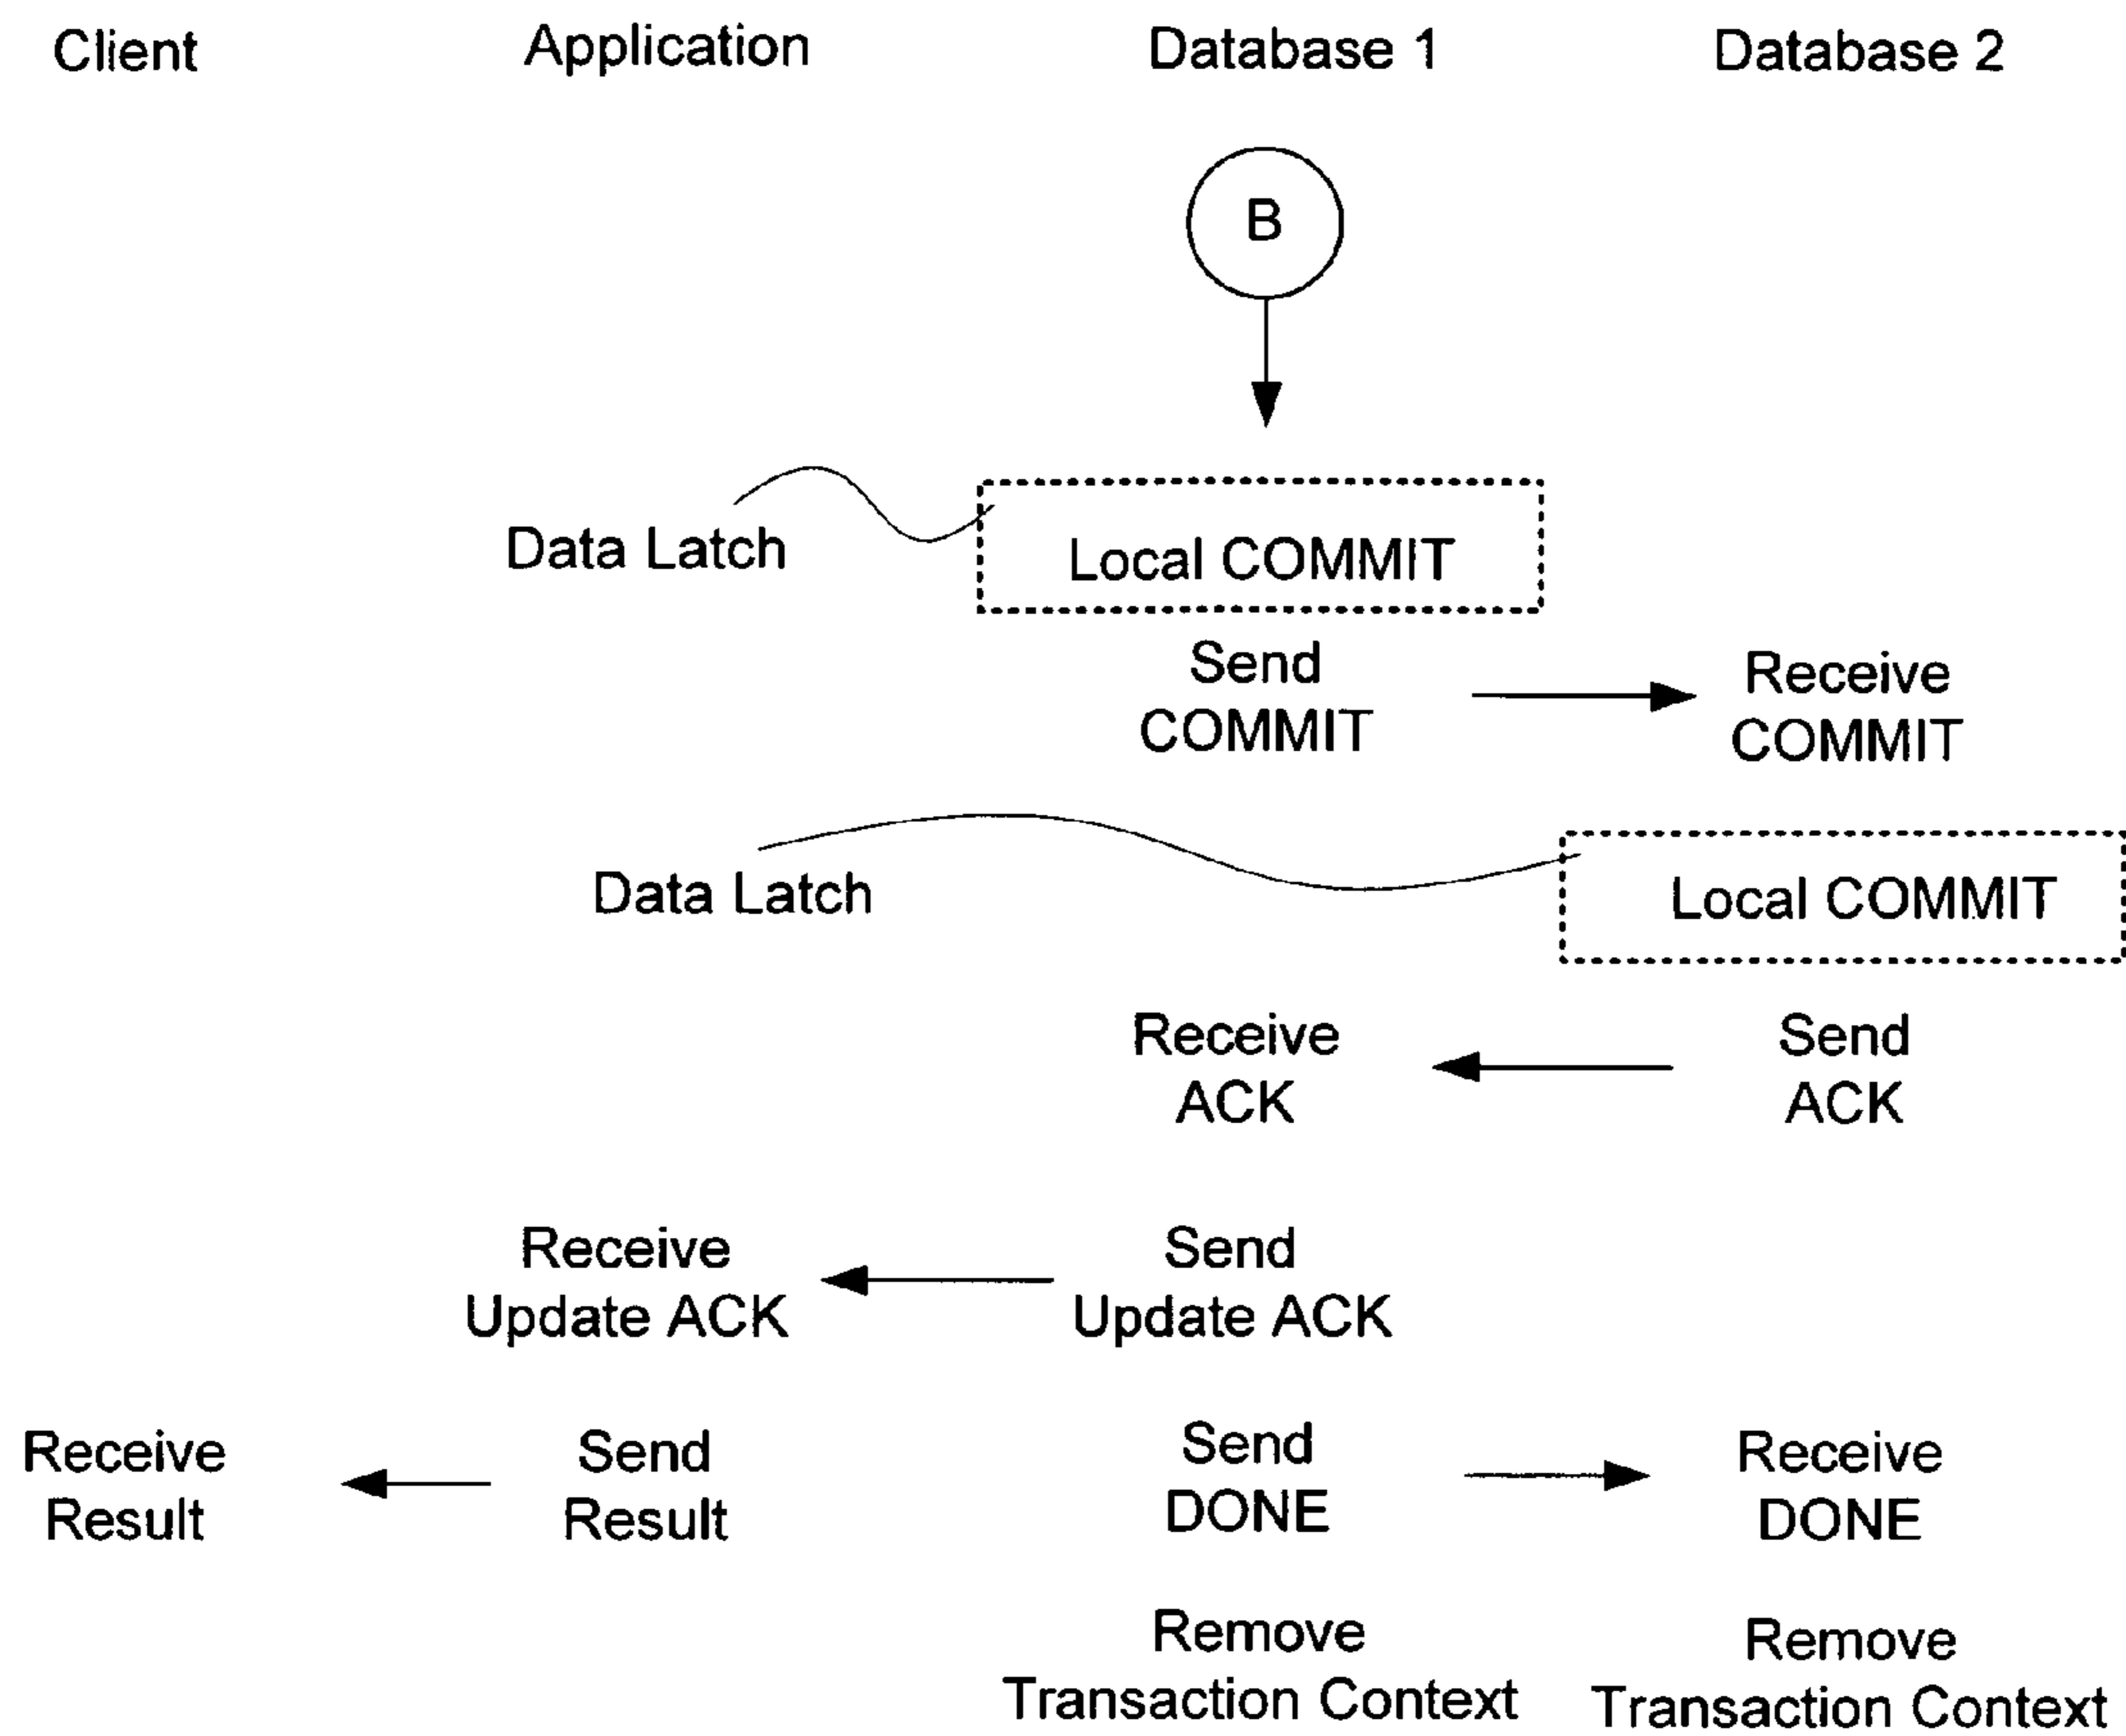 Client
Application
Database 1
Database 2
B
Data Latch
Local COMMIT
Send
COMMIT
Receive
COMMIT
Data Latch
Local COMMIT
Receive
ACK
Send
ACK
Receive
Update ACK
Send
Update ACK
Receive
Result
Send
Result
Send
DONE
Receive
DONE
Remove
Transaction Context
Remove
Transaction Context